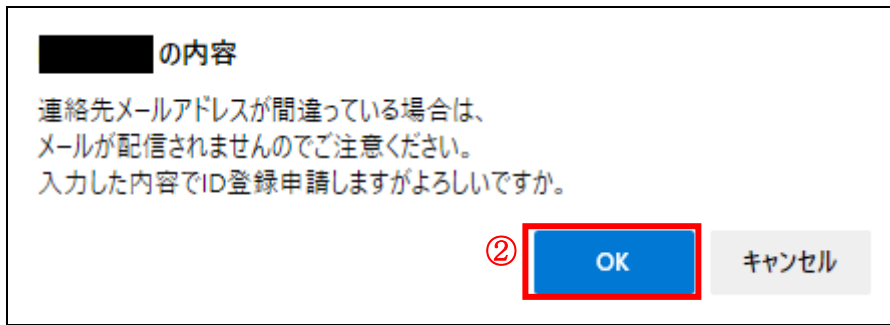 の内容
連絡先メールアドレスが間違っている場合は、
メールが配信されませんのでご注意ください。
入力した内容でID登録申請しますがよろしいですか。
② OK キャンセル